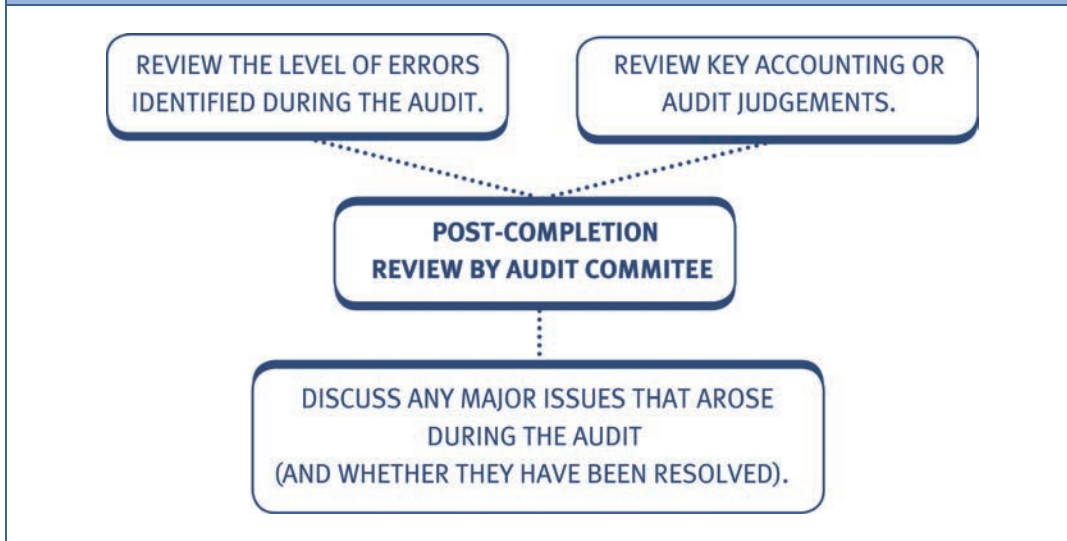 REVIEW THE LEVEL OF ERRORS
IDENTIFIED DURING THE AUDIT.
REVIEW KEY ACCOUNTING OR
AUDIT JUDGEMENTS.
POST-COMPLETION
REVIEW BY AUDIT COMMITEE
DISCUSS ANY MAJOR ISSUES THAT AROSE
DURING THE AUDIT
(AND WHETHER THEY HAVE BEEN RESOLVED).